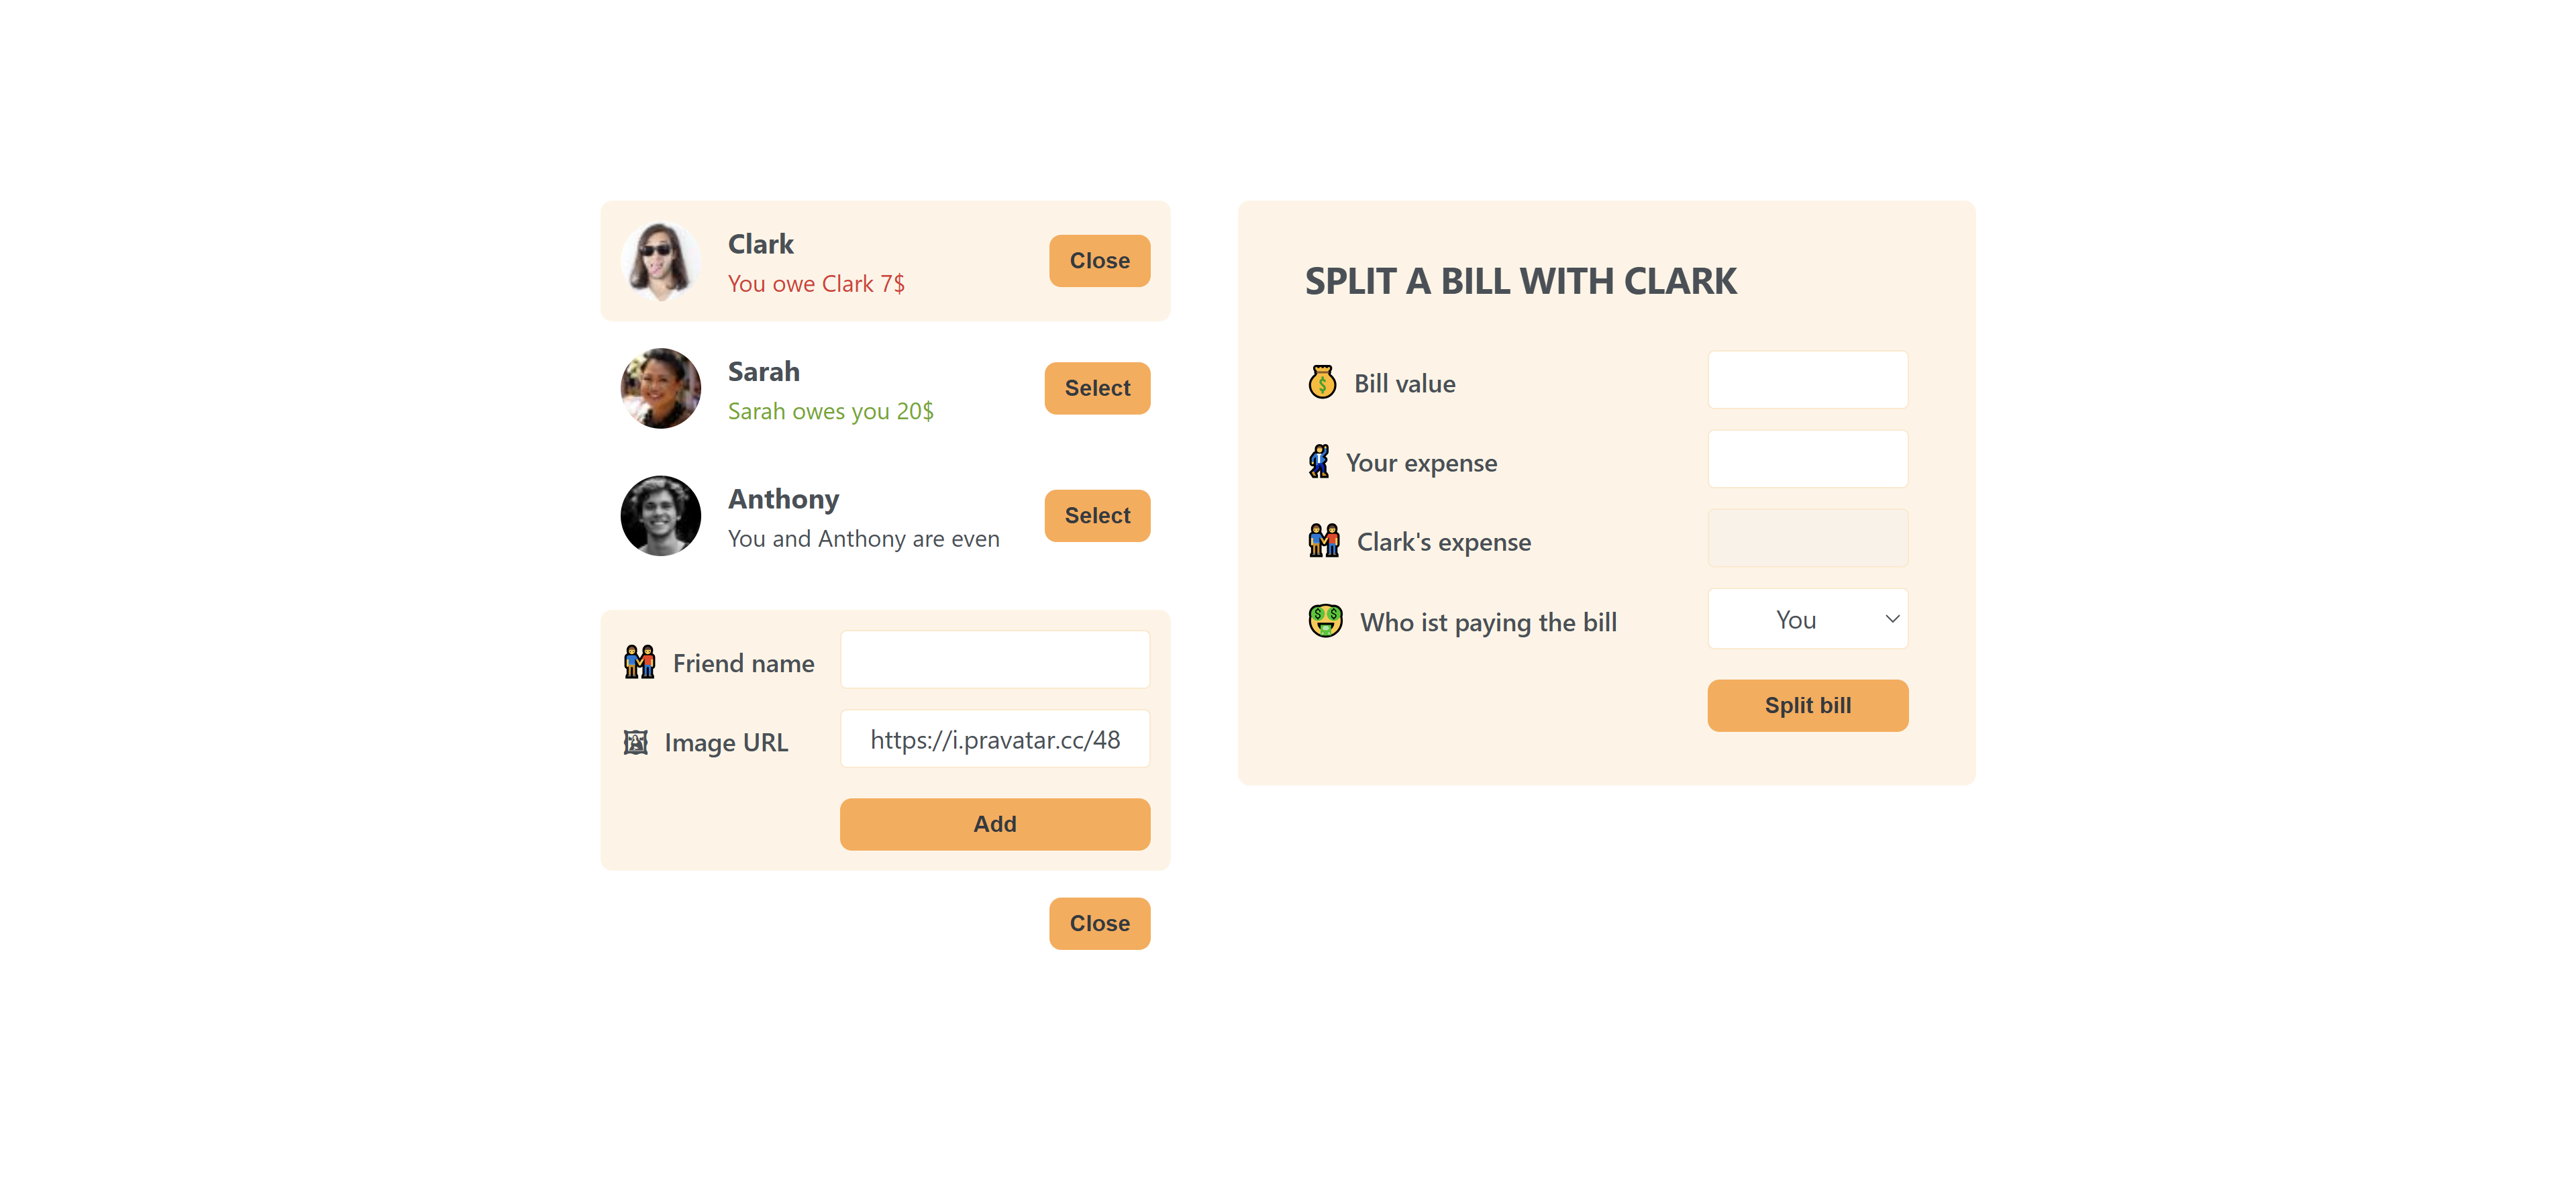 Clark
You owe Clark 7$
Close
Sarah
Sarah owes you 20$
Select
Anthony
You and Anthony are even
Select
Friend name
Image URL
https://i.pravatar.cc/48
Add
Close
SPLIT A BILL WITH CLARK
Bill value
Your expense
Clark's expense
Who ist paying the bill
You
Split bill